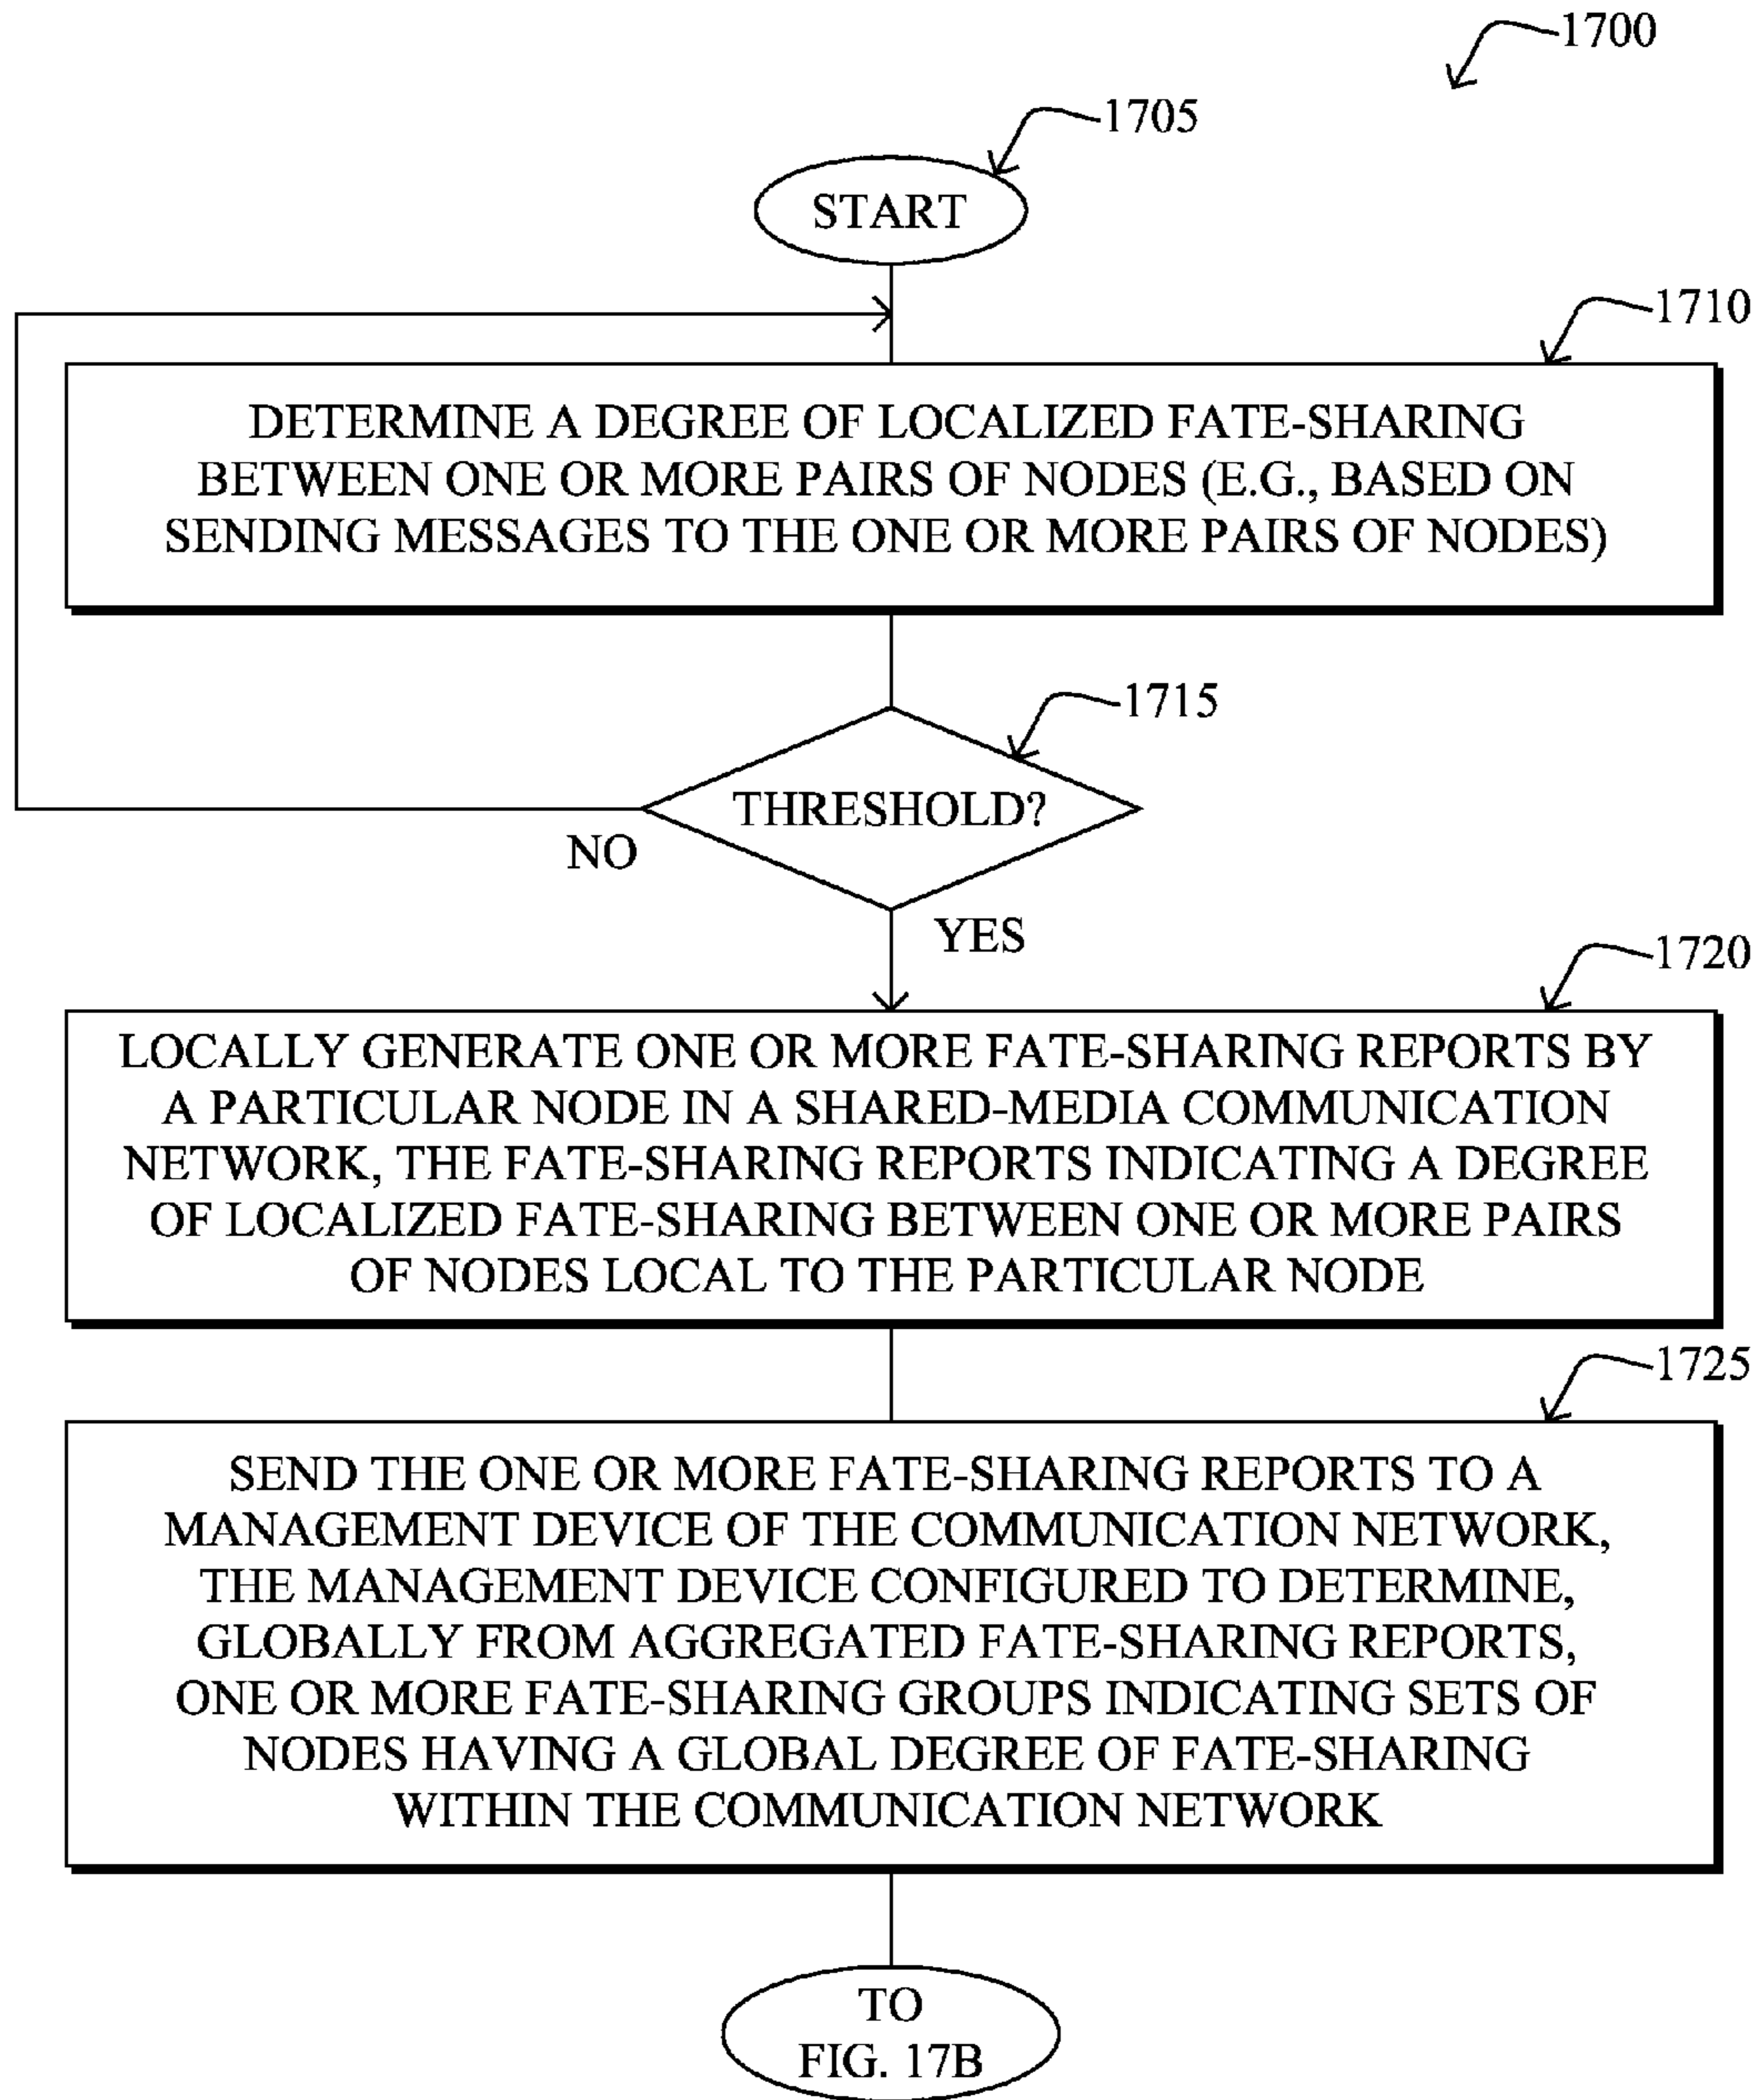 1700
1705
START
1710
DETERMINE A DEGREE OF LOCALIZED FATE-SHARING
BETWEEN ONE OR MORE PAIRS OF NODES (E.G., BASED ON
SENDING MESSAGES TO THE ONE OR MORE PAIRS OF NODES)
1715
THRESHOLD?
NO
YES
1720
LOCALLY GENERATE ONE OR MORE FATE-SHARING REPORTS BY
A PARTICULAR NODE IN A SHARED-MEDIA COMMUNICATION
NETWORK, THE FATE-SHARING REPORTS INDICATING A DEGREE
OF LOCALIZED FATE-SHARING BETWEEN ONE OR MORE PAIRS
OF NODES LOCAL TO THE PARTICULAR NODE
1725
SEND THE ONE OR MORE FATE-SHARING REPORTS TO A
MANAGEMENT DEVICE OF THE COMMUNICATION NETWORK,
THE MANAGEMENT DEVICE CONFIGURED TO DETERMINE,
GLOBALLY FROM AGGREGATED FATE-SHARING REPORTS,
ONE OR MORE FATE-SHARING GROUPS INDICATING SETS OF
NODES HAVING A GLOBAL DEGREE OF FATE-SHARING
WITHIN THE COMMUNICATION NETWORK
TO
FIG. 17B